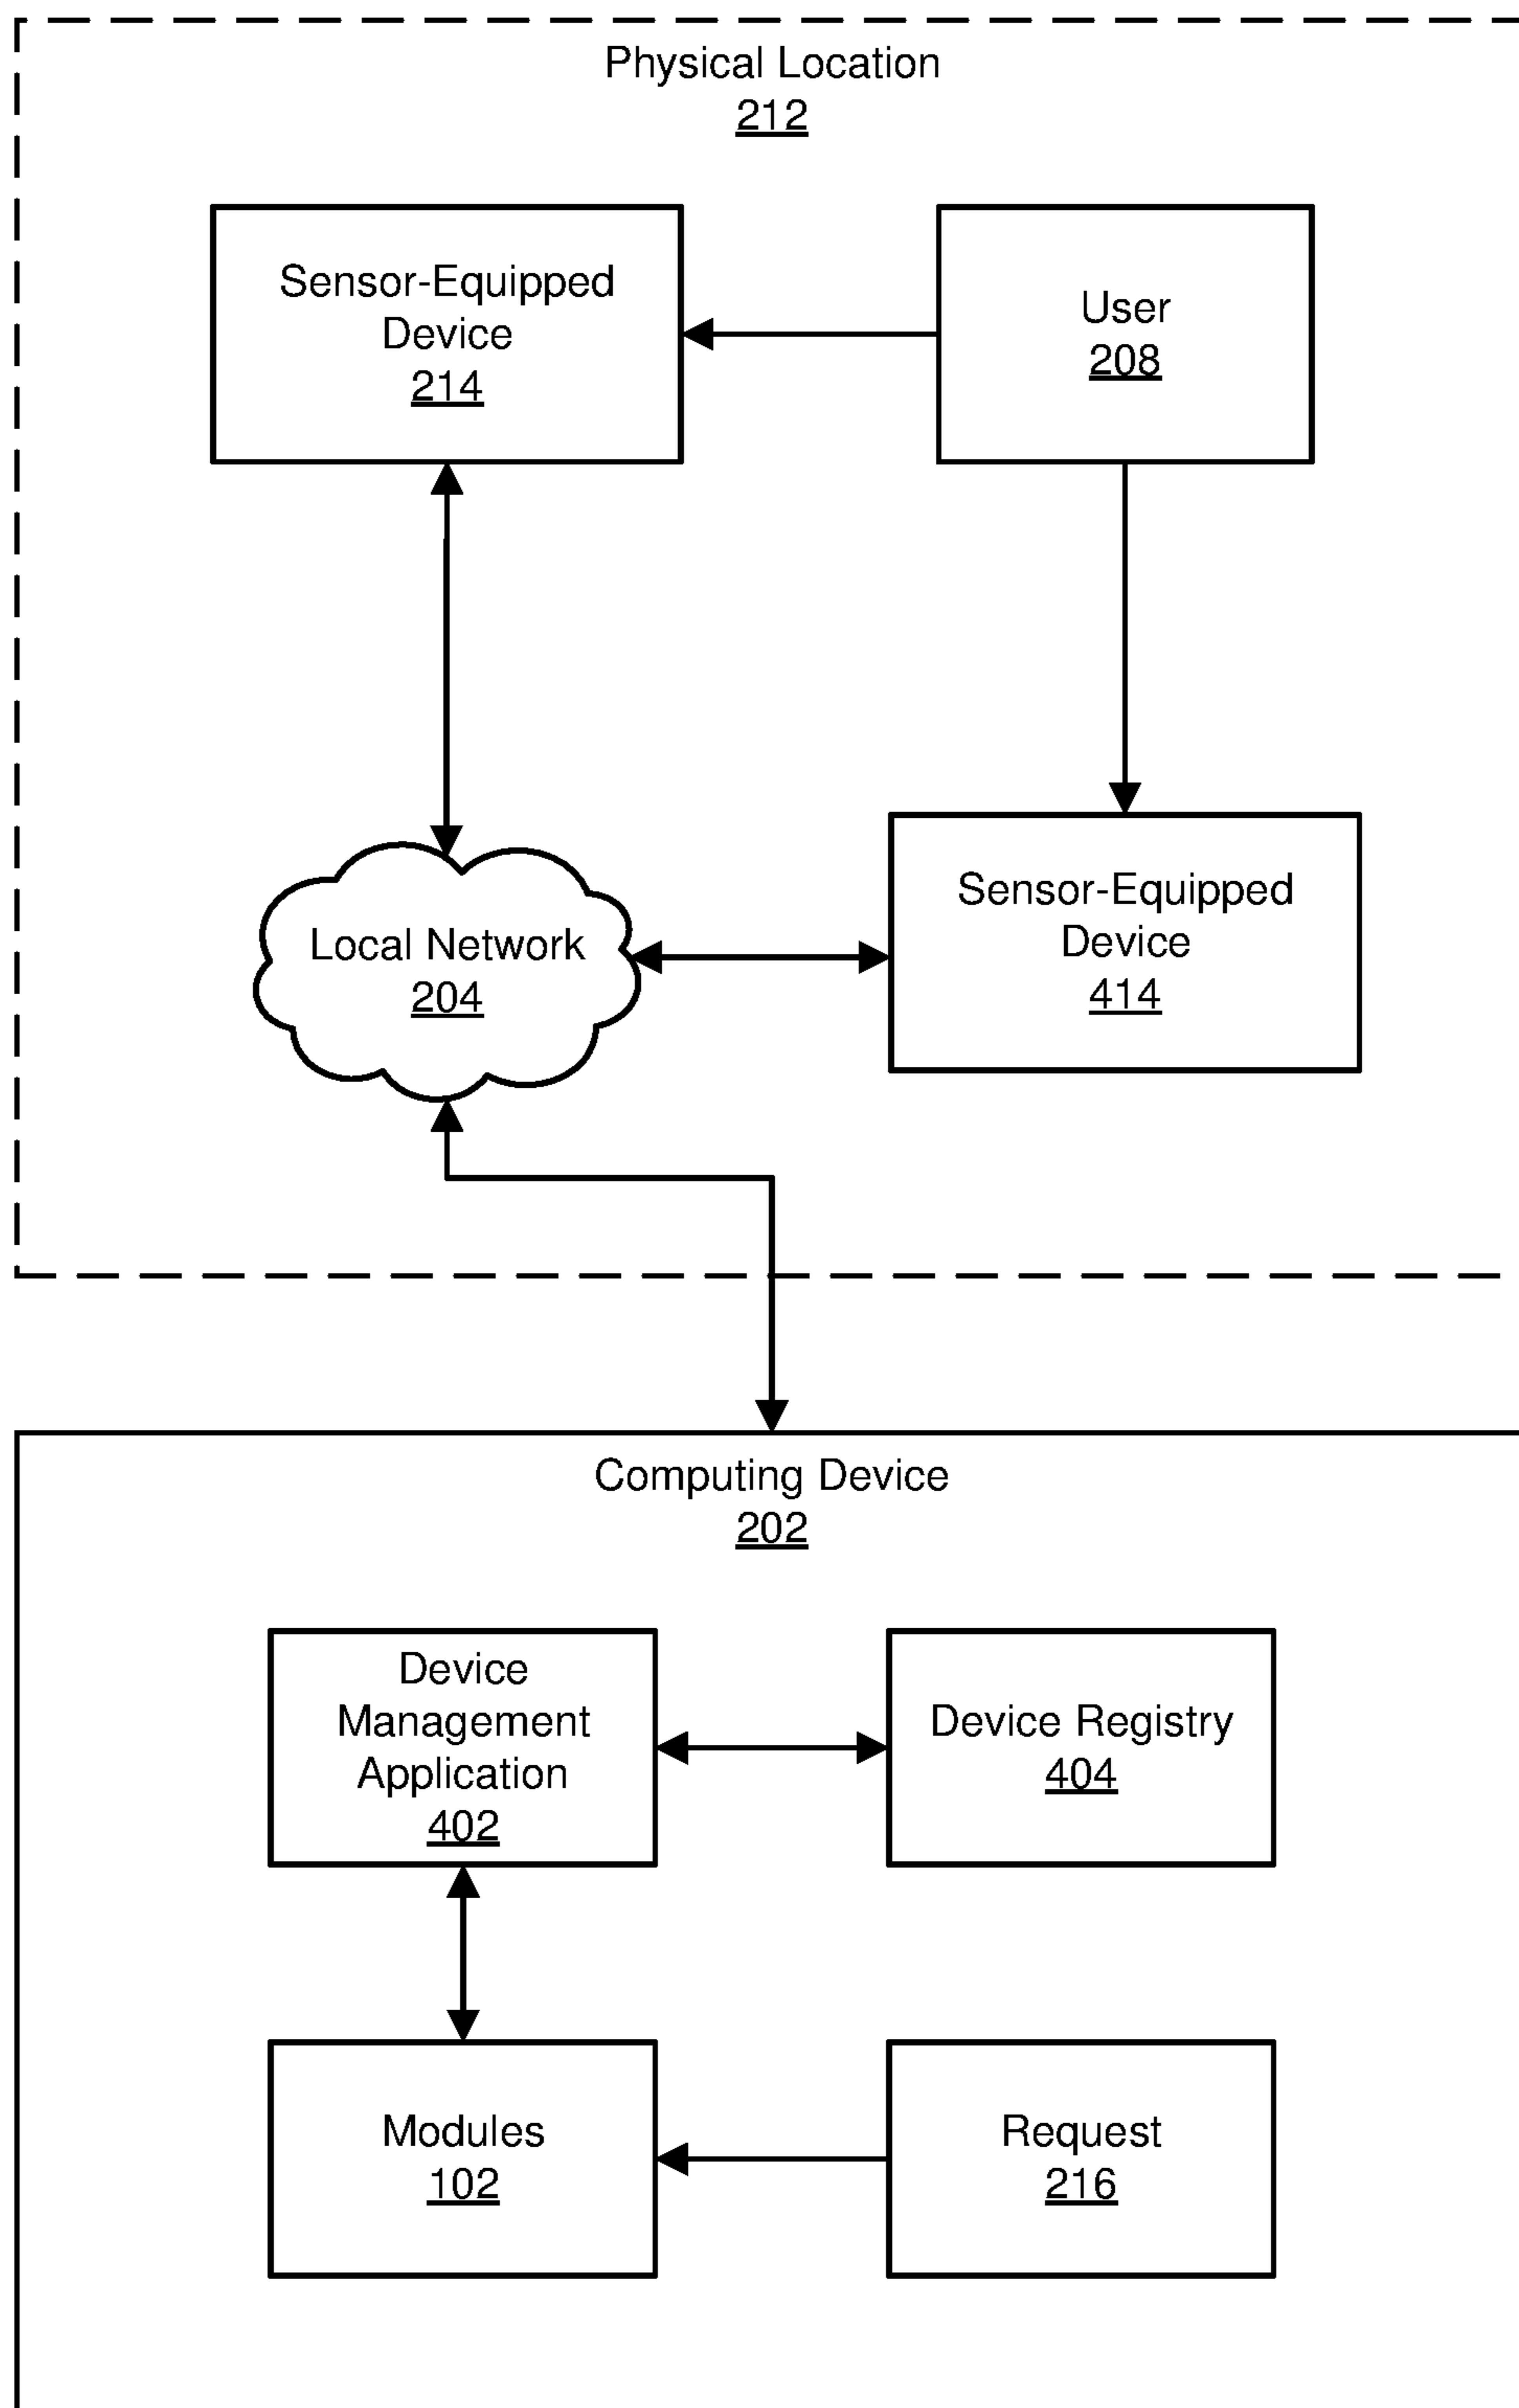 Physical Location
212
Sensor-Equipped
Device
214
User
208
Local Network
204
Sensor-Equipped
Device
414
Computing Device
202
Device
Management
Application
402
Device Registry
404
Modules
102
Request
216